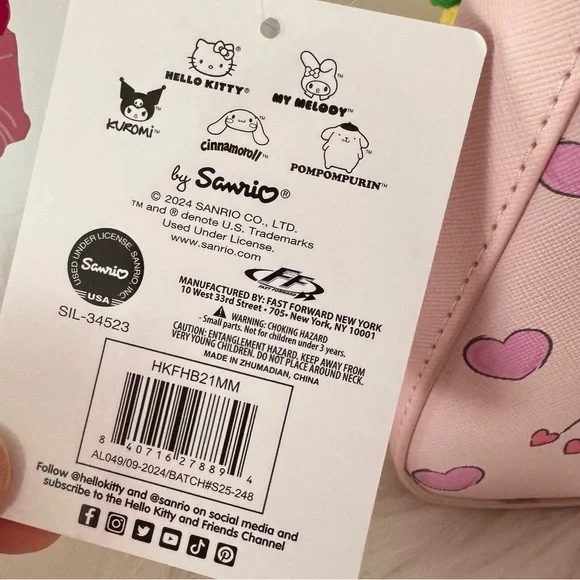 HELLO KITTY®
MY MELODY™
KUROMI™
cinnamoroll™
POMPOMPURIN™
by Sanrio®
© 2024 SANRIO CO., LTD.
™ and ® denote U.S. Trademarks
Used Under License.
www.sanrio.com
USED UNDER LICENSE, SANRIO, INC.
Sanrio
USA
SIL-34523
FF
FAST FORWARD
MANUFACTURED BY: FAST FORWARD NEW YORK
10 West 33rd Street • 705• New York, NY 10001
WARNING: CHOKING HAZARD
- Small parts. Not for children under 3 years.
CAUTION: ENTANGLEMENT HAZARD. KEEP AWAY FROM
VERY YOUNG CHILDREN. DO NOT PLACE AROUND NECK.
MADE IN ZHUMADIAN, CHINA
HKFHB21MM
8 40716 27889 4
AL049/09-2024/BATCH#S25-248
Follow @hellokitty and @sanrio on social media and
subscribe to the Hello Kitty and Friends Channel